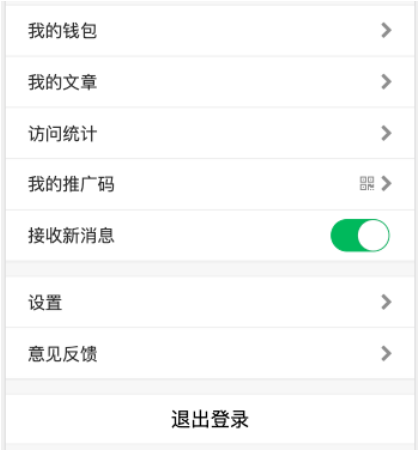 我的钱包
我的文章
访问统计
我的推广码
接收新消息
设置
意见反馈
退出登录